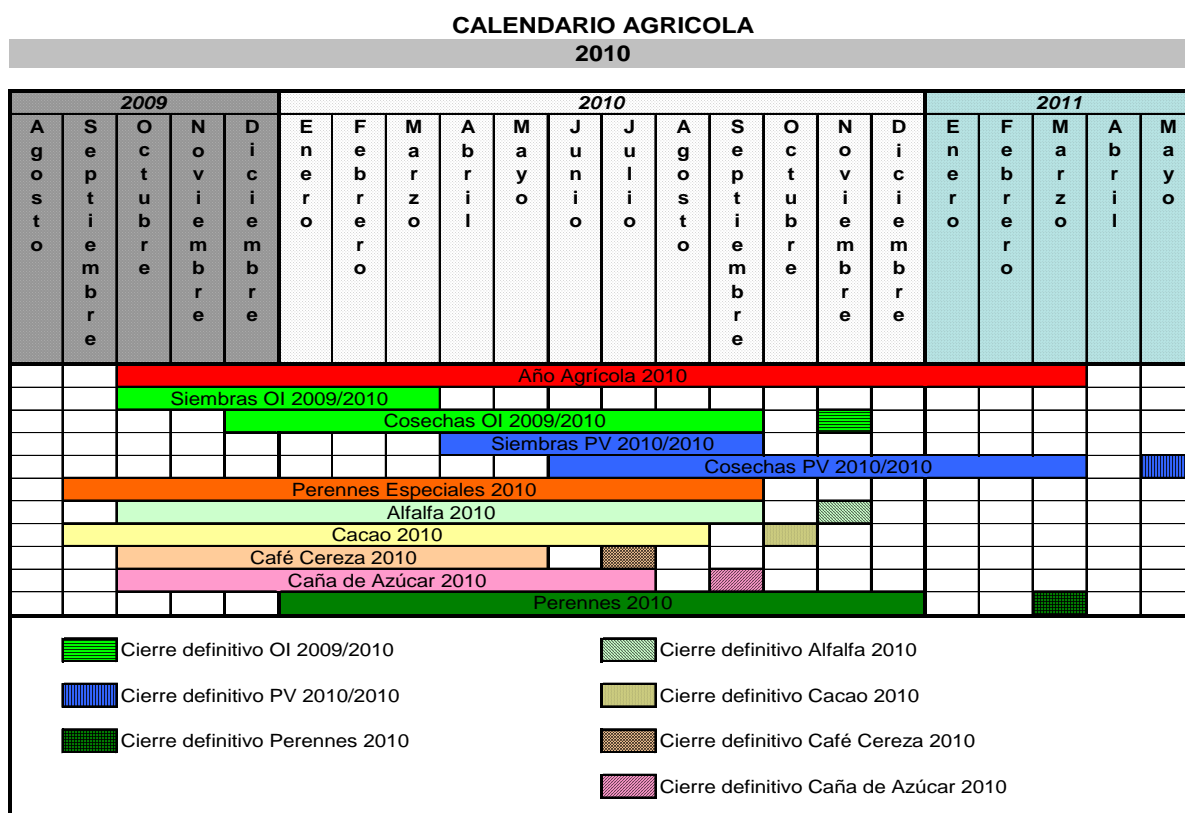 CALENDARIO AGRICOLA
2010
2009 2010 2011
Agosto Septiembre Octubre Noviembre Diciembre Enero Febrero Marzo Abril Mayo Junio Julio Agosto Septiembre Octubre Noviembre Diciembre Enero Febrero Marzo Abril Mayo
Año Agrícola 2010
Siembras OI 2009/2010
Cosechas OI 2009/2010
Siembras PV 2010/2010
Cosechas PV 2010/2010
Perennes Especiales 2010
Alfalfa 2010
Cacao 2010
Café Cereza 2010
Caña de Azúcar 2010
Perennes 2010
Cierre definitivo OI 2009/2010
Cierre definitivo Alfalfa 2010
Cierre definitivo PV 2010/2010
Cierre definitivo Cacao 2010
Cierre definitivo Perennes 2010
Cierre definitivo Café Cereza 2010
Cierre definitivo Caña de Azúcar 2010